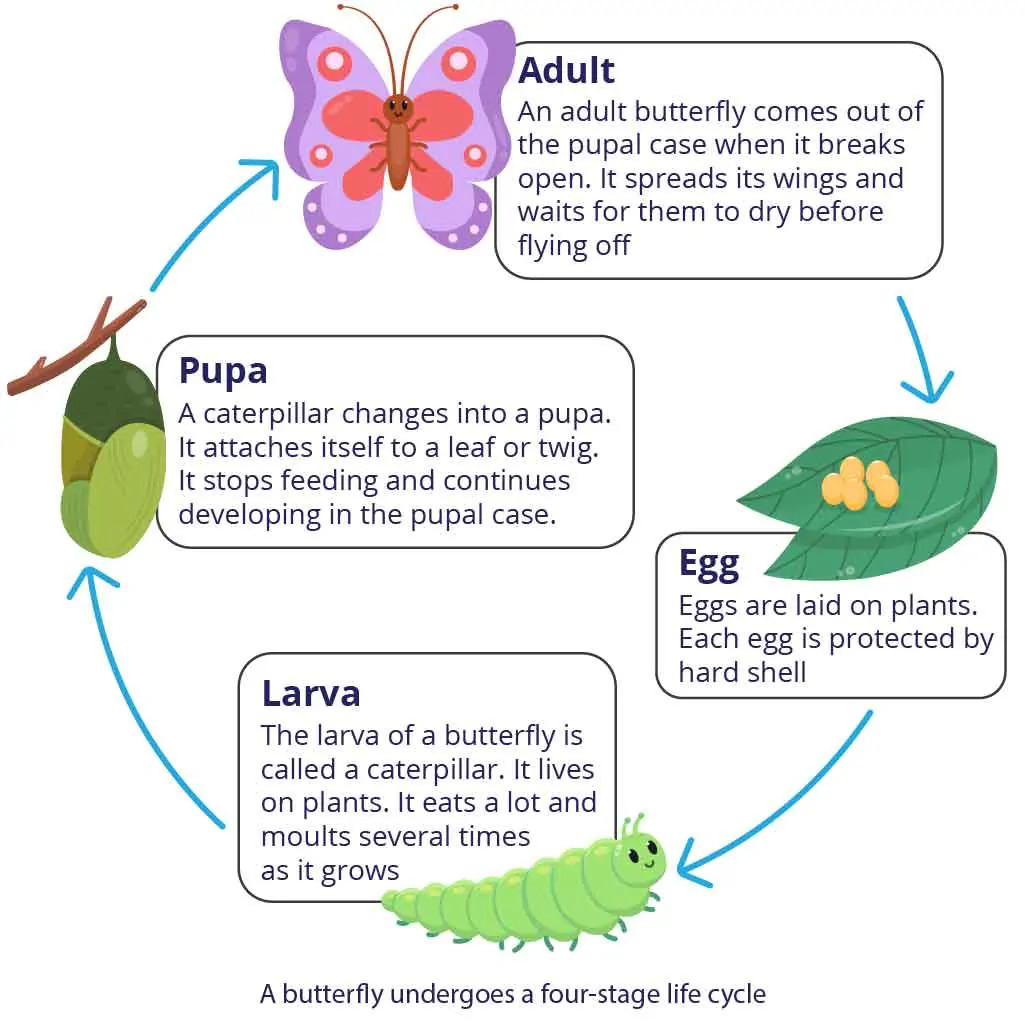 Adult
An adult butterfly comes out of
the pupal case when it breaks
open. It spreads its wings and
waits for them to dry before
flying off
Pupa
A caterpillar changes into a pupa.
It attaches itself to a leaf or twig.
It stops feeding and continues
developing in the pupal case.
Egg
Eggs are laid on plants.
Each egg is protected by
hard shell
Larva
The larva of a butterfly is
called a caterpillar. It lives
on plants. It eats a lot and
moults several times
as it grows
A butterfly undergoes a four-stage life cycle